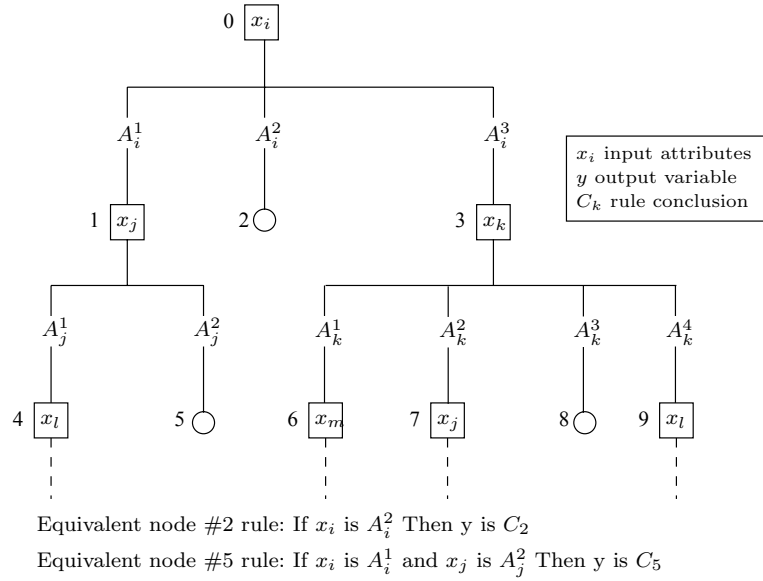 0 x_i
A_i^1 A_i^2 A_i^3
x_i input attributes
y output variable
C_k rule conclusion
1 x_j 2 3 x_k
A_j^1 A_j^2 A_k^1 A_k^2 A_k^3 A_k^4
4 x_l 5 6 x_m 7 x_j 8 9 x_l
Equivalent node #2 rule: If x_i is A_i^2 Then y is C_2
Equivalent node #5 rule: If x_i is A_i^1 and x_j is A_j^2 Then y is C_5